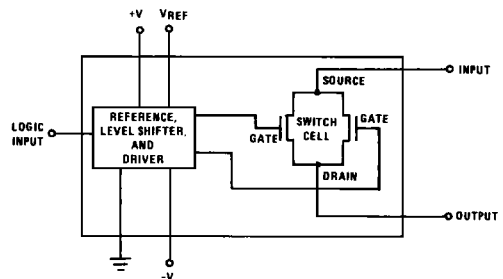 +V
VREF
INPUT
SOURCE
REFERENCE,
LEVEL SHIFTER,
AND
DRIVER
LOGIC
INPUT
GATE
SWITCH
CELL
GATE
DRAIN
OUTPUT
-V